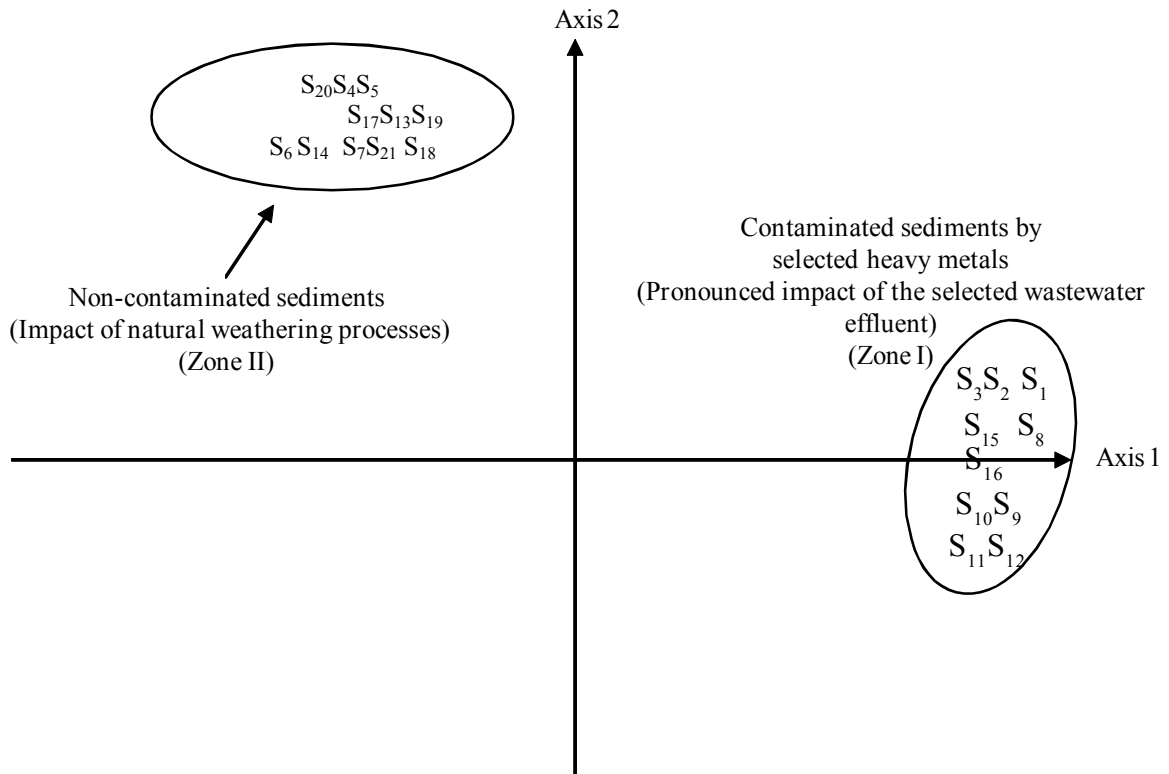 Axis 2
S₂₀S₄S₅
S₁₇S₁₃S₁₉
S₆ S₁₄ S₇S₂₁ S₁₈
Contaminated sediments by
selected heavy metals
(Pronounced impact of the selected wastewater
effluent)
(Zone I)
Non-contaminated sediments
(Impact of natural weathering processes)
(Zone II)
S₃S₂ S₁
S₁₅ S₈
Axis 1
S₁₆
S₁₀S₉
S₁₁S₁₂